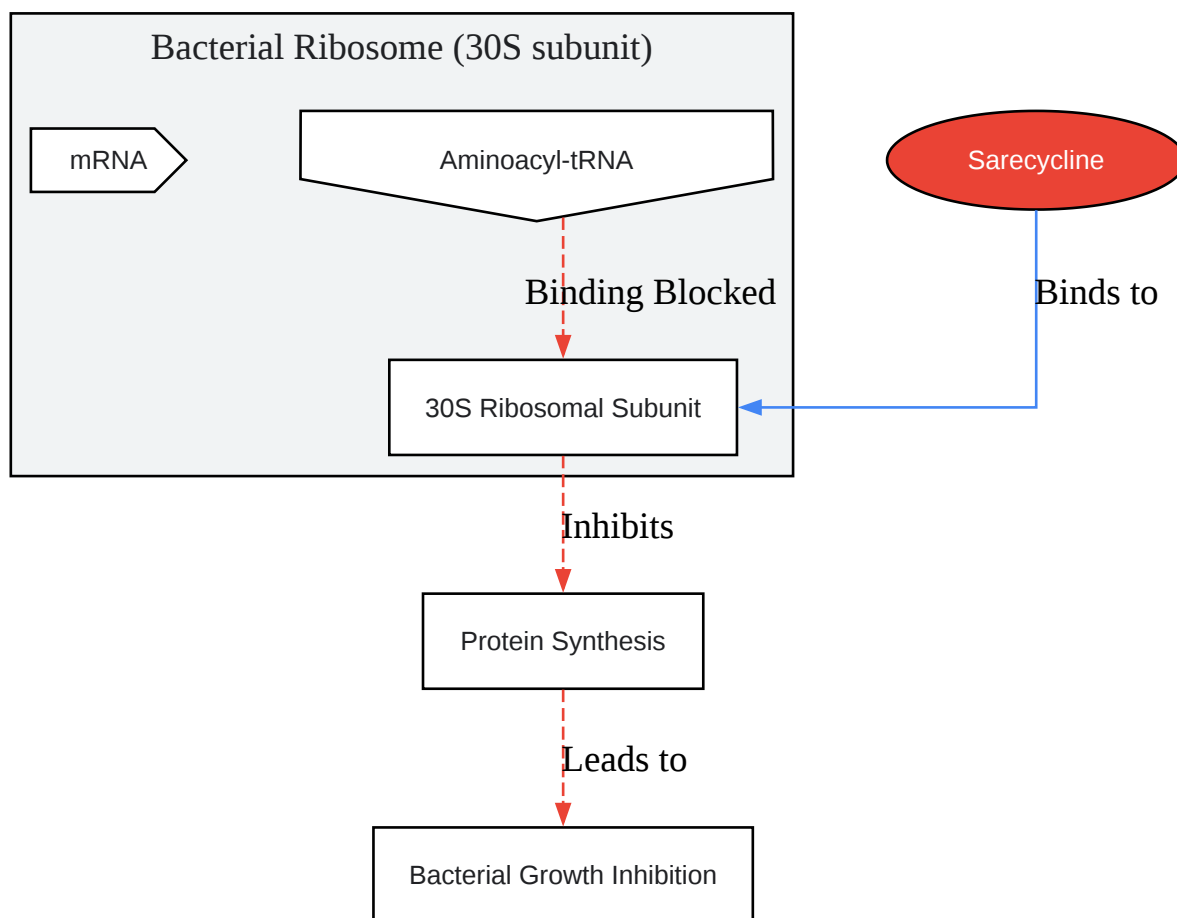 Bacterial Ribosome (30S subunit)
mRNA
Aminoacyl-tRNA
Sarecycline
Binding Blocked
Binds to
30S Ribosomal Subunit
Inhibits
Protein Synthesis
Leads to
Bacterial Growth Inhibition